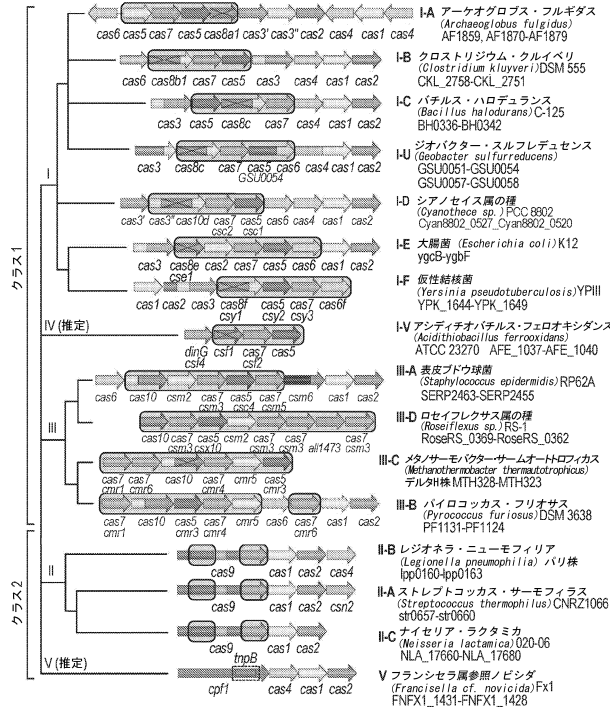 クラス1
I
IV (推定)
III
クラス2
II
V (推定)
cas6 cas5 cas7 cas5 cas8a1 cas3' cas3" cas2 cas4 cas1 cas4
I-A アーケオグロブス・フルギダス
(Archaeoglobus fulgidus)
AF1859, AF1870-AF1879
cas6 cas8b1 cas7 cas5 cas3 cas4 cas1 cas2
I-B クロストリジウム・クルイベリ
(Clostridium kluyveri) DSM 555
CKL_2758-CKL_2751
cas3 cas5 cas8c cas7 cas4 cas1 cas2
I-C バチルス・ハロデュランス
(Bacillus halodurans) C-125
BH0336-BH0342
cas3 cas8c cas7 cas5 cas6 cas4 cas1 cas2
GSU0054
I-U ジオバクター・スルフレデュセンス
(Geobacter sulfurreducens)
GSU0051-GSU0054
GSU0057-GSU0058
cas3' cas3" cas10d cas7 cas5 cas6 cas4 cas1 cas2
csc2 csc1
I-D シアノセイス属の種
(Cyanothece sp.) PCC 8802
Cyan8802_0527_Cyan8802_0520
cas3 cas8e cas2 cas7 cas5 cas6 cas1 cas2
cse1
I-E 大腸菌 (Escherichia coli) K12
ygcB-ygbF
cas1 cas2 cas3 cas8f cas5 cas7 cas6f
csy1 csy2 csy3
I-F 仮性結核菌
(Yersinia pseudotuberculosis) YPIII
YPK_1644-YPK_1649
dinG csf1 cas7 cas5
csf4 csf2
I-V アシディチオバチルス・フェロオキシダンス
(Acidithiobacillus ferrooxidans)
ATCC 23270 AFE_1037-AFE_1040
cas6 cas10 csm2 cas7 cas5 cas7 csm6 cas1 cas2
csm3 csc4 csm5
III-A 表皮ブドウ球菌
(Staphylococcus epidermidis) RP62A
SERP2463-SERP2455
cas10 cas7 cas5 csm2 cas7 cas7 all1473 cas7
csm3 csx10 csm3 csm3 csm3
III-D ロセイフレクサス属の種
(Roseiflexus sp.) RS-1
RoseRS_0369-RoseRS_0362
cas7 cas7 cas10 cas7 cmr5 cas5
cmr1 cmr6 cmr4 cmr3
III-C メタノサーモバクター・サームオートロフィカス
(Methanothermobacter thermautotrophicus)
デルタH株 MTH328-MTH323
cas7 cas10 cas5 cas7 cmr5 cas6 cas7 cas1 cas2
cmr1 cmr3 cmr4 cmr6
III-B パイロコッカス・フリオサス
(Pyrococcus furiosus) DSM 3638
PF1131-PF1124
cas9 cas1 cas2 cas4
II-B レジオネラ・ニューモフィリア
(Legionella pneumophilia) パリ株
lpp0160-lpp0163
cas9 cas1 cas2 csn2
II-A ストレプトコッカス・サーモフィラス
(Streptococcus thermophilus) CNRZ1066
str0657-str0660
cas9 cas1 cas2
II-C ナイセリア・ラクタミカ
(Neisseria lactamica) 020-06
NLA_17660-NLA_17680
tnpB
cpf1 cas4 cas1 cas2
V フランシセラ属参照ノビシダ
(Francisella cf. novicida) Fx1
FNFX1_1431-FNFX1_1428